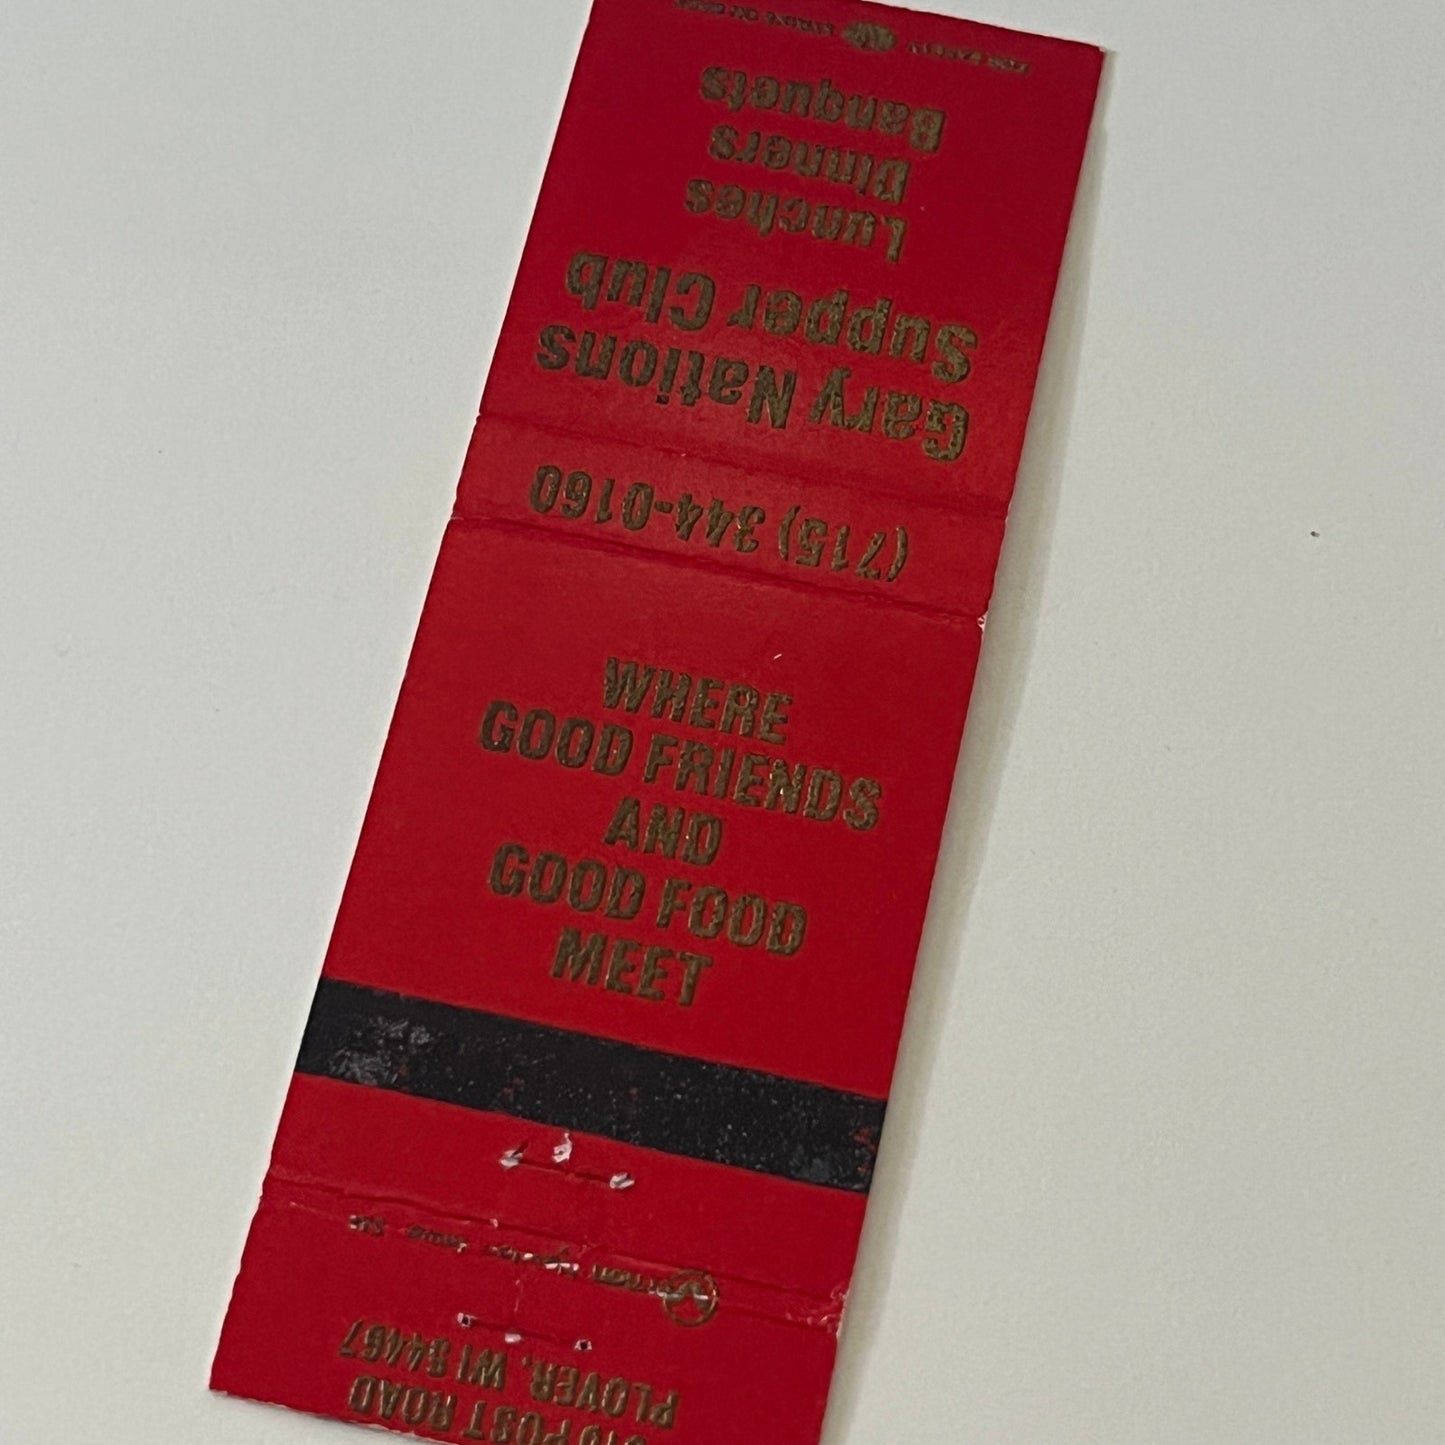 Gary Nations
Supper Club
Lunches
Dinners
Banquets
(715) 344-0160
WHERE
GOOD FRIENDS
AND
GOOD FOOD
MEET
POST ROAD
PLOVER, WI 54467